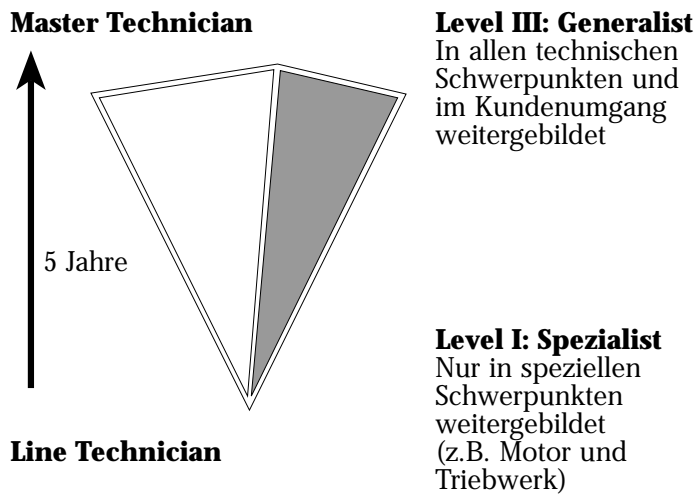 Master Technician
Level III: Generalist
In allen technischen
Schwerpunkten und
im Kundenumgang
weitergebildet
5 Jahre
Level I: Spezialist
Nur in speziellen
Schwerpunkten
weitergebildet
(z.B. Motor und
Triebwerk)
Line Technician